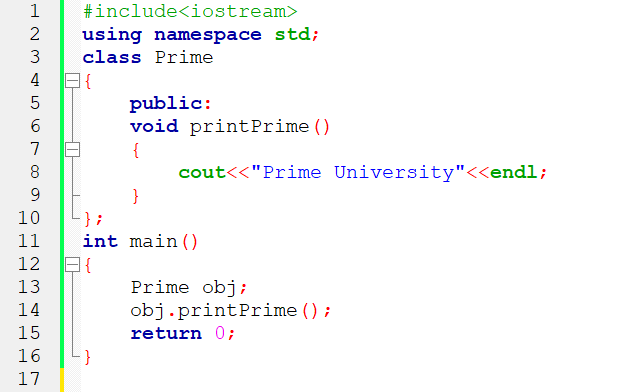 1 #include<iostream>
2 using namespace std;
3 class Prime
4 {
5 public:
6 void printPrime()
7 {
8 cout<<"Prime University"<<endl;
9 }
10 };
11 int main()
12 {
13 Prime obj;
14 obj.printPrime();
15 return 0;
16 }
17